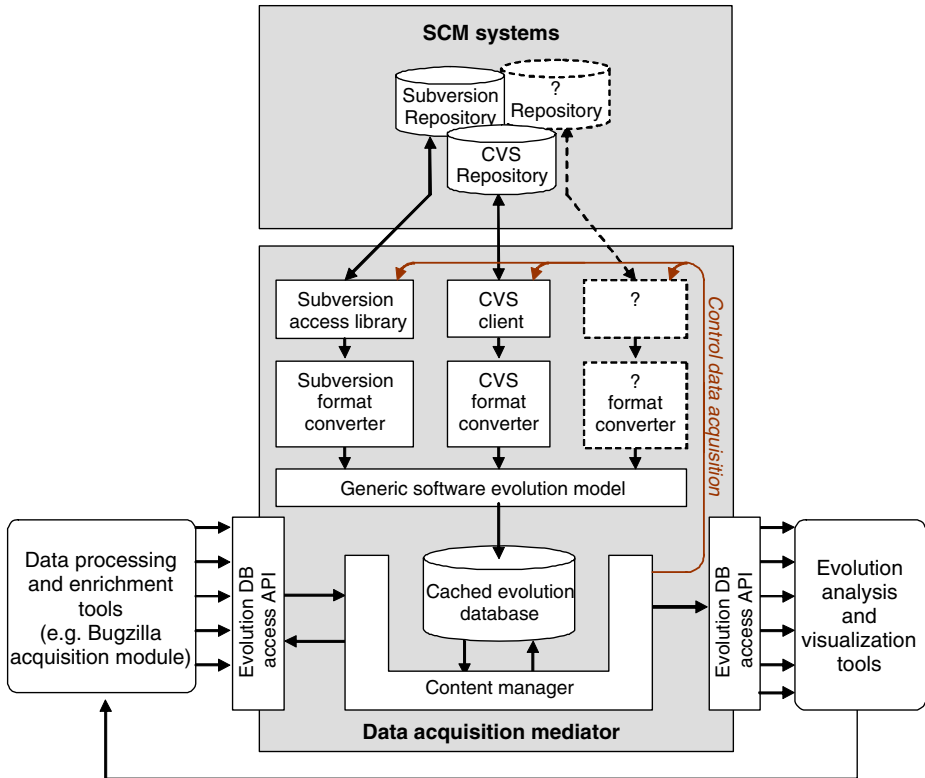 SCM systems
Subversion
Repository
?
Repository
CVS
Repository
Subversion
access library
CVS
client
?
Control data acquisition
Subversion
format
converter
CVS
format
converter
?
format
converter
Generic software evolution model
Data processing
and enrichment
tools
(e.g. Bugzilla
acquisition module)
Evolution DB
access API
Cached evolution
database
Content manager
Evolution DB
access API
Evolution
analysis
and
visualization
tools
Data acquisition mediator